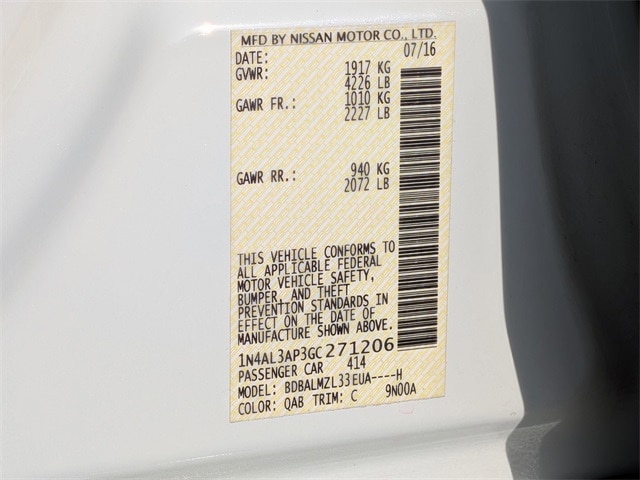 MFD BY NISSAN MOTOR CO., LTD.
DATE: 07/16
GVWR: 1917 KG
4226 LB
GAWR FR.: 1010 KG
2227 LB
GAWR RR.: 940 KG
2072 LB
THIS VEHICLE CONFORMS TO
ALL APPLICABLE FEDERAL
MOTOR VEHICLE SAFETY,
BUMPER, AND THEFT
PREVENTION STANDARDS IN
EFFECT ON THE DATE OF
MANUFACTURE SHOWN ABOVE.
1N4AL3AP3GC271206
PASSENGER CAR 414
MODEL: BDBALMZL33EUA----H
COLOR: QAB TRIM: C 9N00A